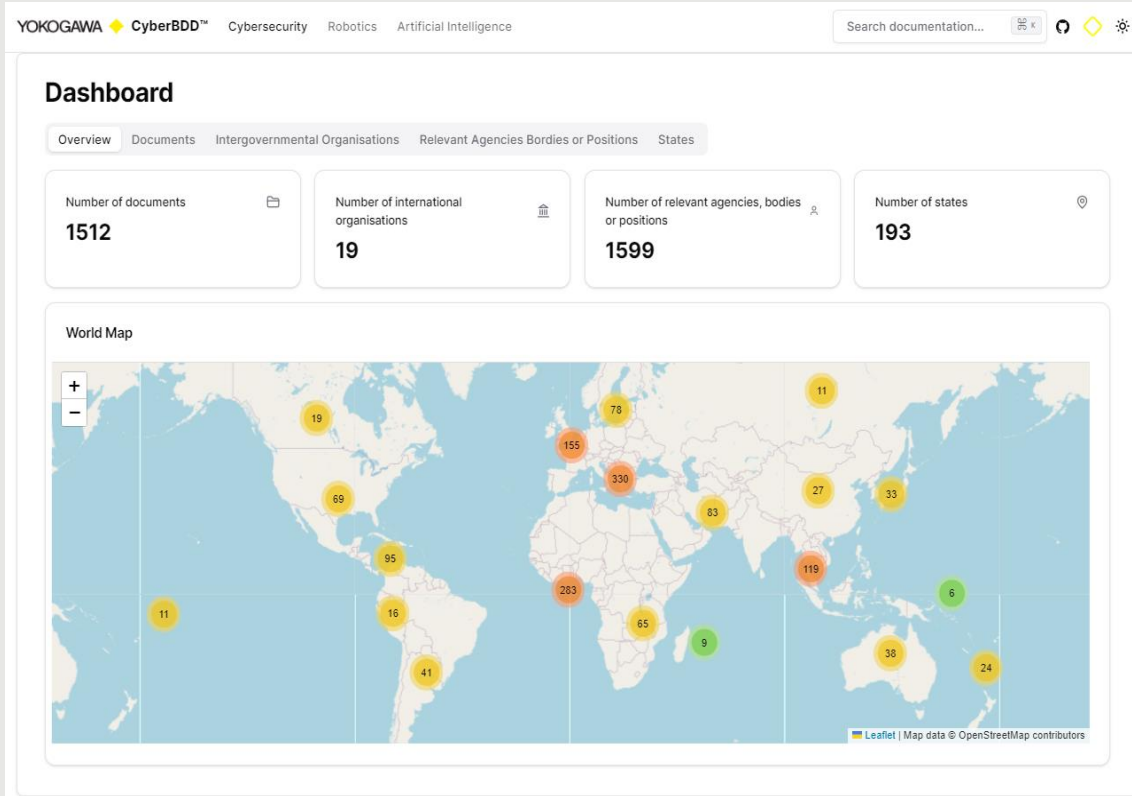 YOKOGAWA CyberBDD™ Cybersecurity Robotics Artificial Intelligence Search documentation... ⌘ K
Dashboard
Overview Documents Intergovernmental Organisations Relevant Agencies Bordies or Positions States
Number of documents
1512
Number of international
organisations
19
Number of relevant agencies, bodies
or positions
1599
Number of states
193
World Map
+
−
19
78
11
155
330
69
83
27
33
95
119
283
6
11
16
65
9
38
24
41
Leaflet | Map data © OpenStreetMap contributors